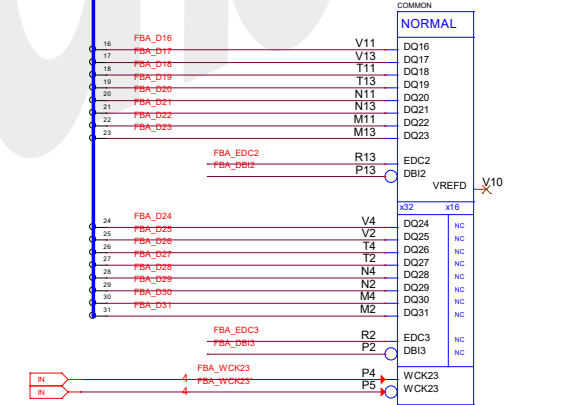 COMMON
NORMAL
16 FBA_D16 V11 DQ16
17 FBA_D17 V13 DQ17
18 FBA_D18 T11 DQ18
19 FBA_D19 T13 DQ19
20 FBA_D20 N11 DQ20
21 FBA_D21 N13 DQ21
22 FBA_D22 M11 DQ22
23 FBA_D23 M13 DQ23
FBA_EDC2 R13 EDC2
FBA_DBI2 P13 DBI2
VREFD V10
x32 x16
24 FBA_D24 V4 DQ24 NC
25 FBA_D25 V2 DQ25 NC
26 FBA_D26 T4 DQ26 NC
27 FBA_D27 T2 DQ27 NC
28 FBA_D28 N4 DQ28 NC
29 FBA_D29 N2 DQ29 NC
30 FBA_D30 M4 DQ30 NC
31 FBA_D31 M2 DQ31 NC
FBA_EDC3 R2 EDC3 NC
FBA_DBI3 P2 DBI3 NC
IN 4 FBA_WCK23 P4 WCK23
IN 4 FBA_WCK23* P5 WCK23